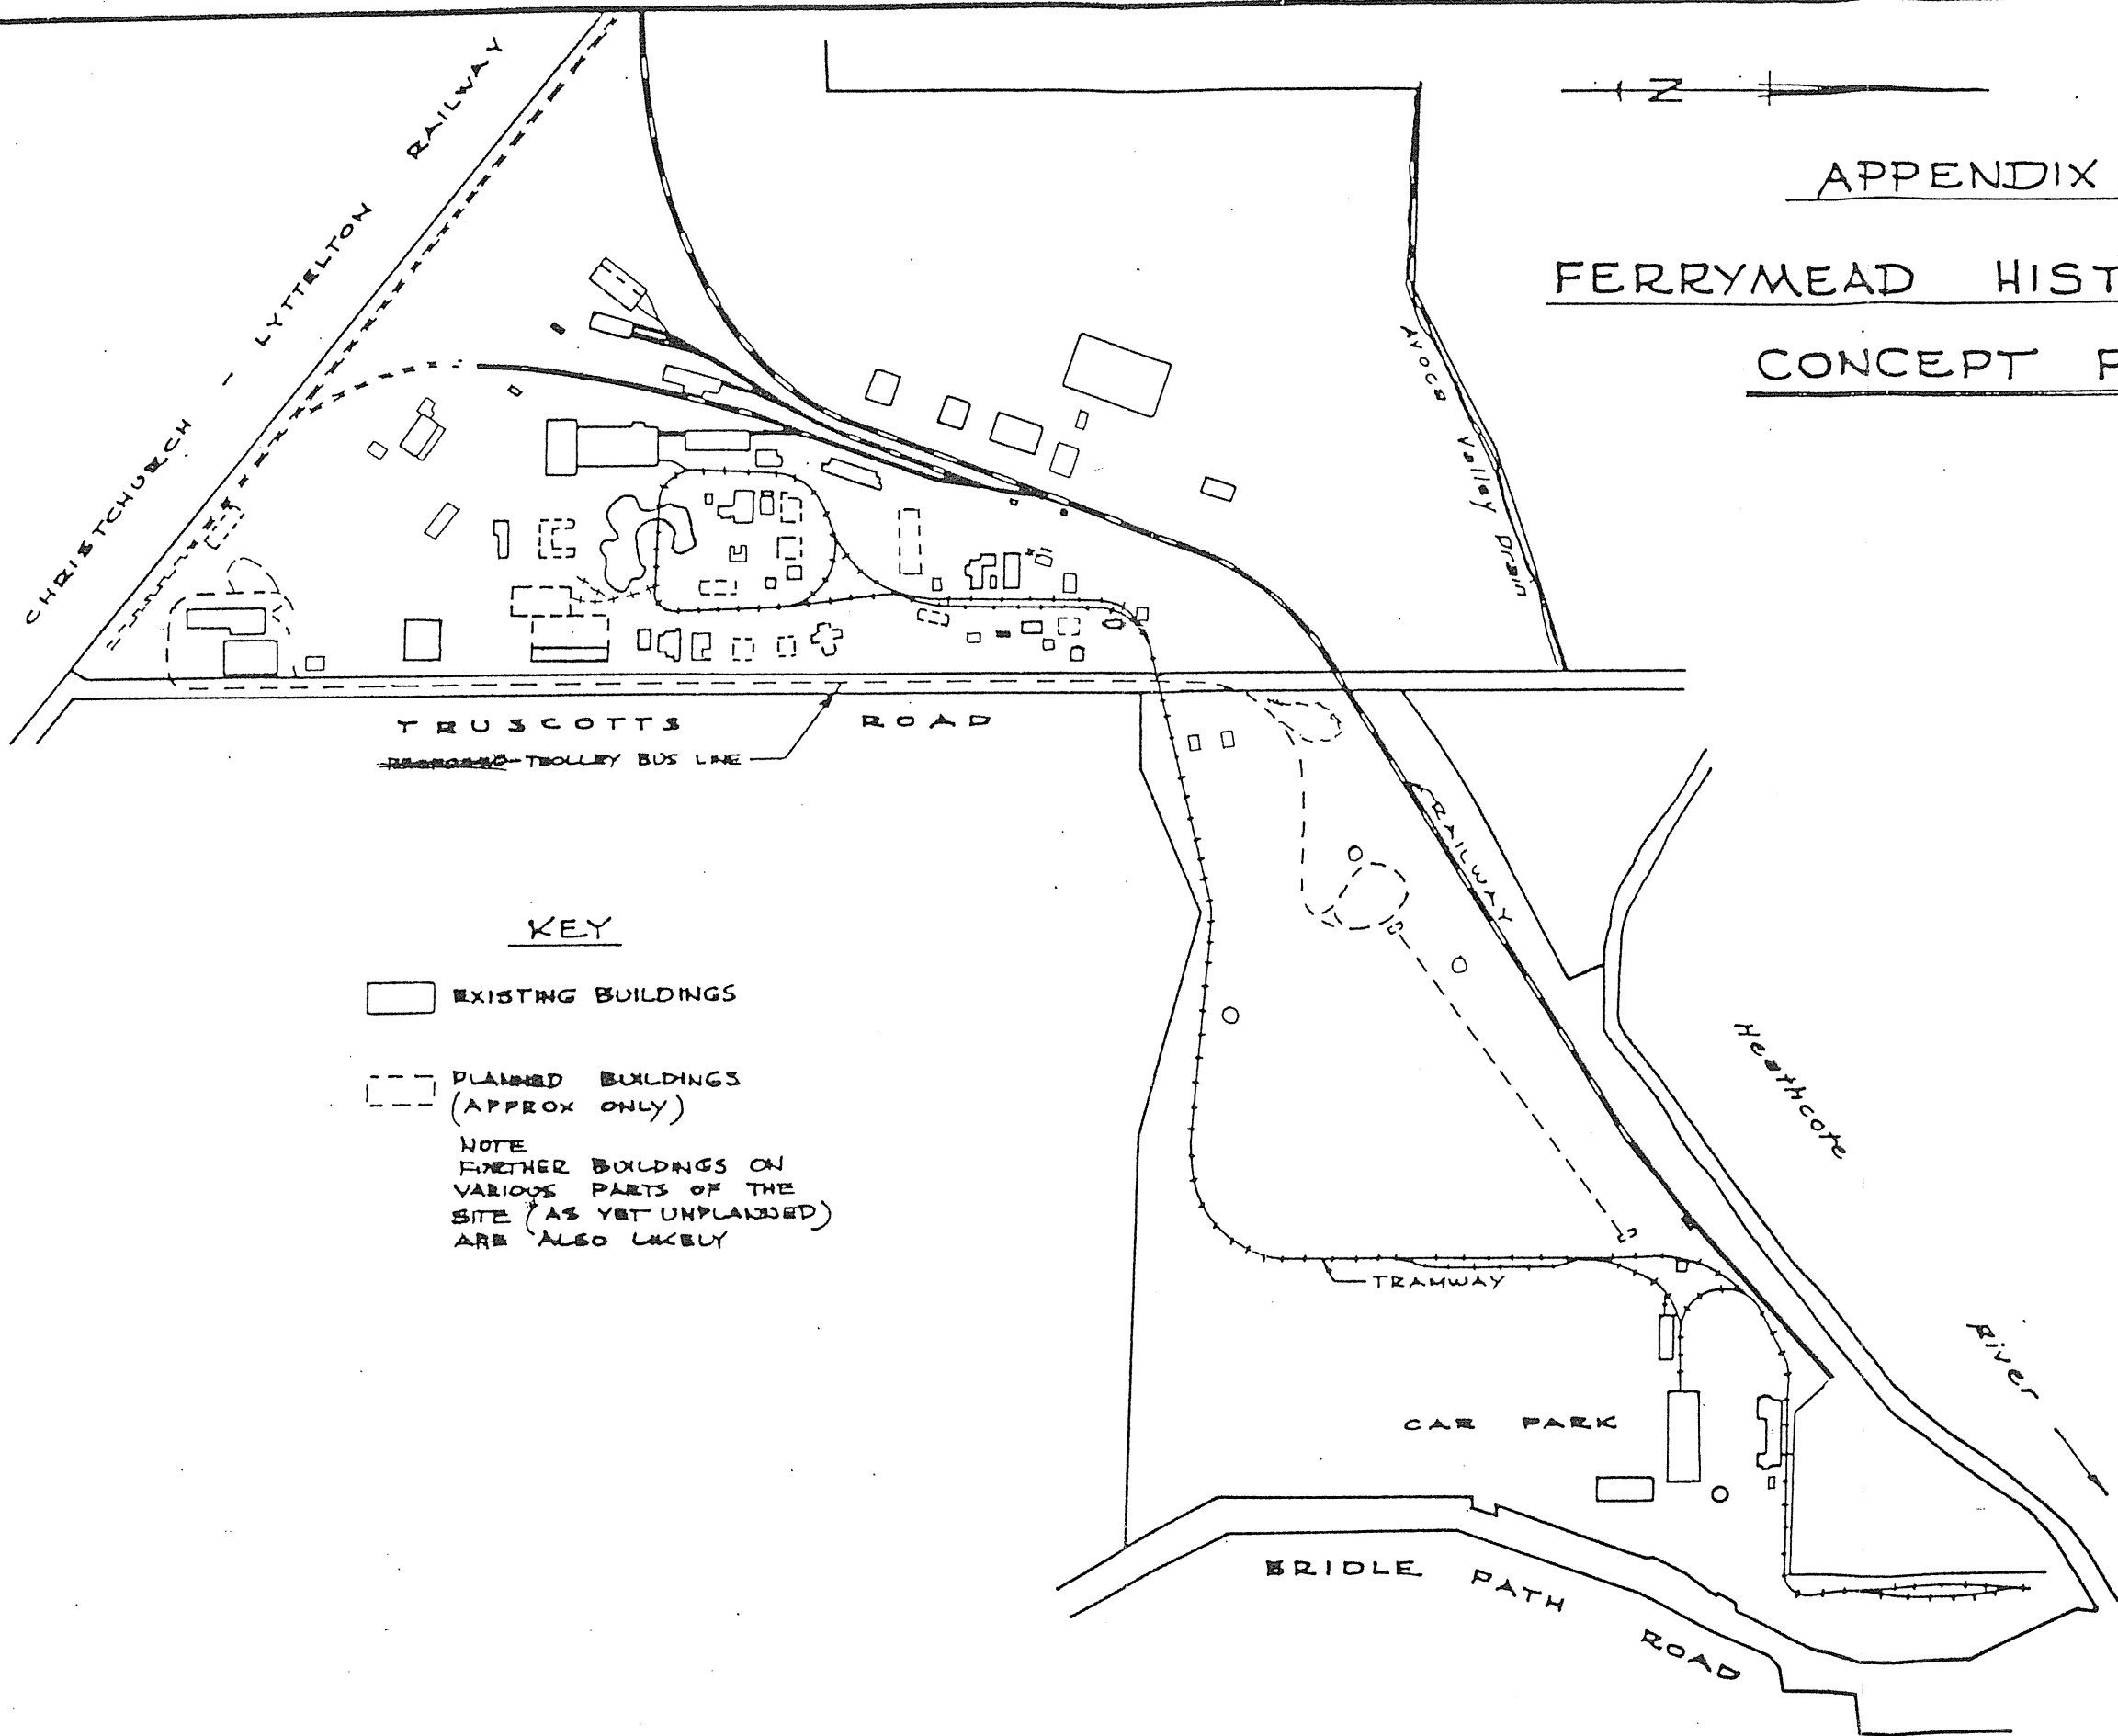 N
APPENDIX
FERRYMEAD HIST
CONCEPT P
CHRISTCHURCH - LYTTELTON RAILWAY
Avoca Valley Drain
TRUSCOTTS ROAD
TROLLEY BUS LINE
RAILWAY
KEY
EXISTING BUILDINGS
PLANNED BUILDINGS
(APPROX ONLY)
NOTE
FURTHER BUILDINGS ON
VARIOUS PARTS OF THE
SITE (AS YET UNPLANNED)
ARE ALSO LIKELY
Heathcote River
TRAMWAY
CAR PARK
BRIDLE PATH ROAD